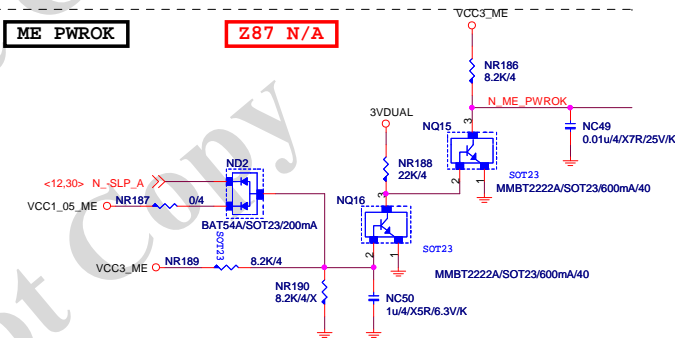 ME PWROK
Z87 N/A
VCC3_ME
NR186
8.2K/4
N_ME_PWROK
3VDUAL
NQ15
3
NC49
0.01u/4/X7R/25V/K
ND2
NR188
22K/4
SOT23
2
1
MMBT2222A/SOT23/600mA/40
<12,30> N_-SLP_A
VCC1_05_ME
NR187
0/4
NQ16
3
BAT54A/SOT23/200mA
SOT23
SOT23
2
1
VCC3_ME
NR189
8.2K/4
MMBT2222A/SOT23/600mA/40
NR190
8.2K/4/X
NC50
1u/4/X5R/6.3V/K
Copy